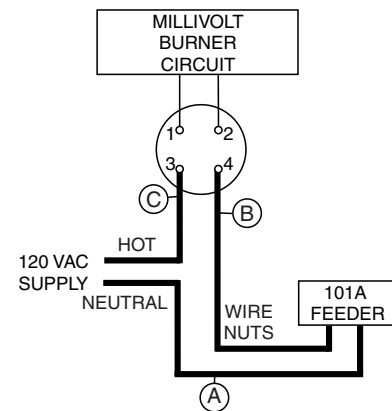 MILLIVOLT
BURNER
CIRCUIT
1 2
3 4
C
B
HOT
120 VAC
SUPPLY
NEUTRAL
WIRE
NUTS
101A
FEEDER
A